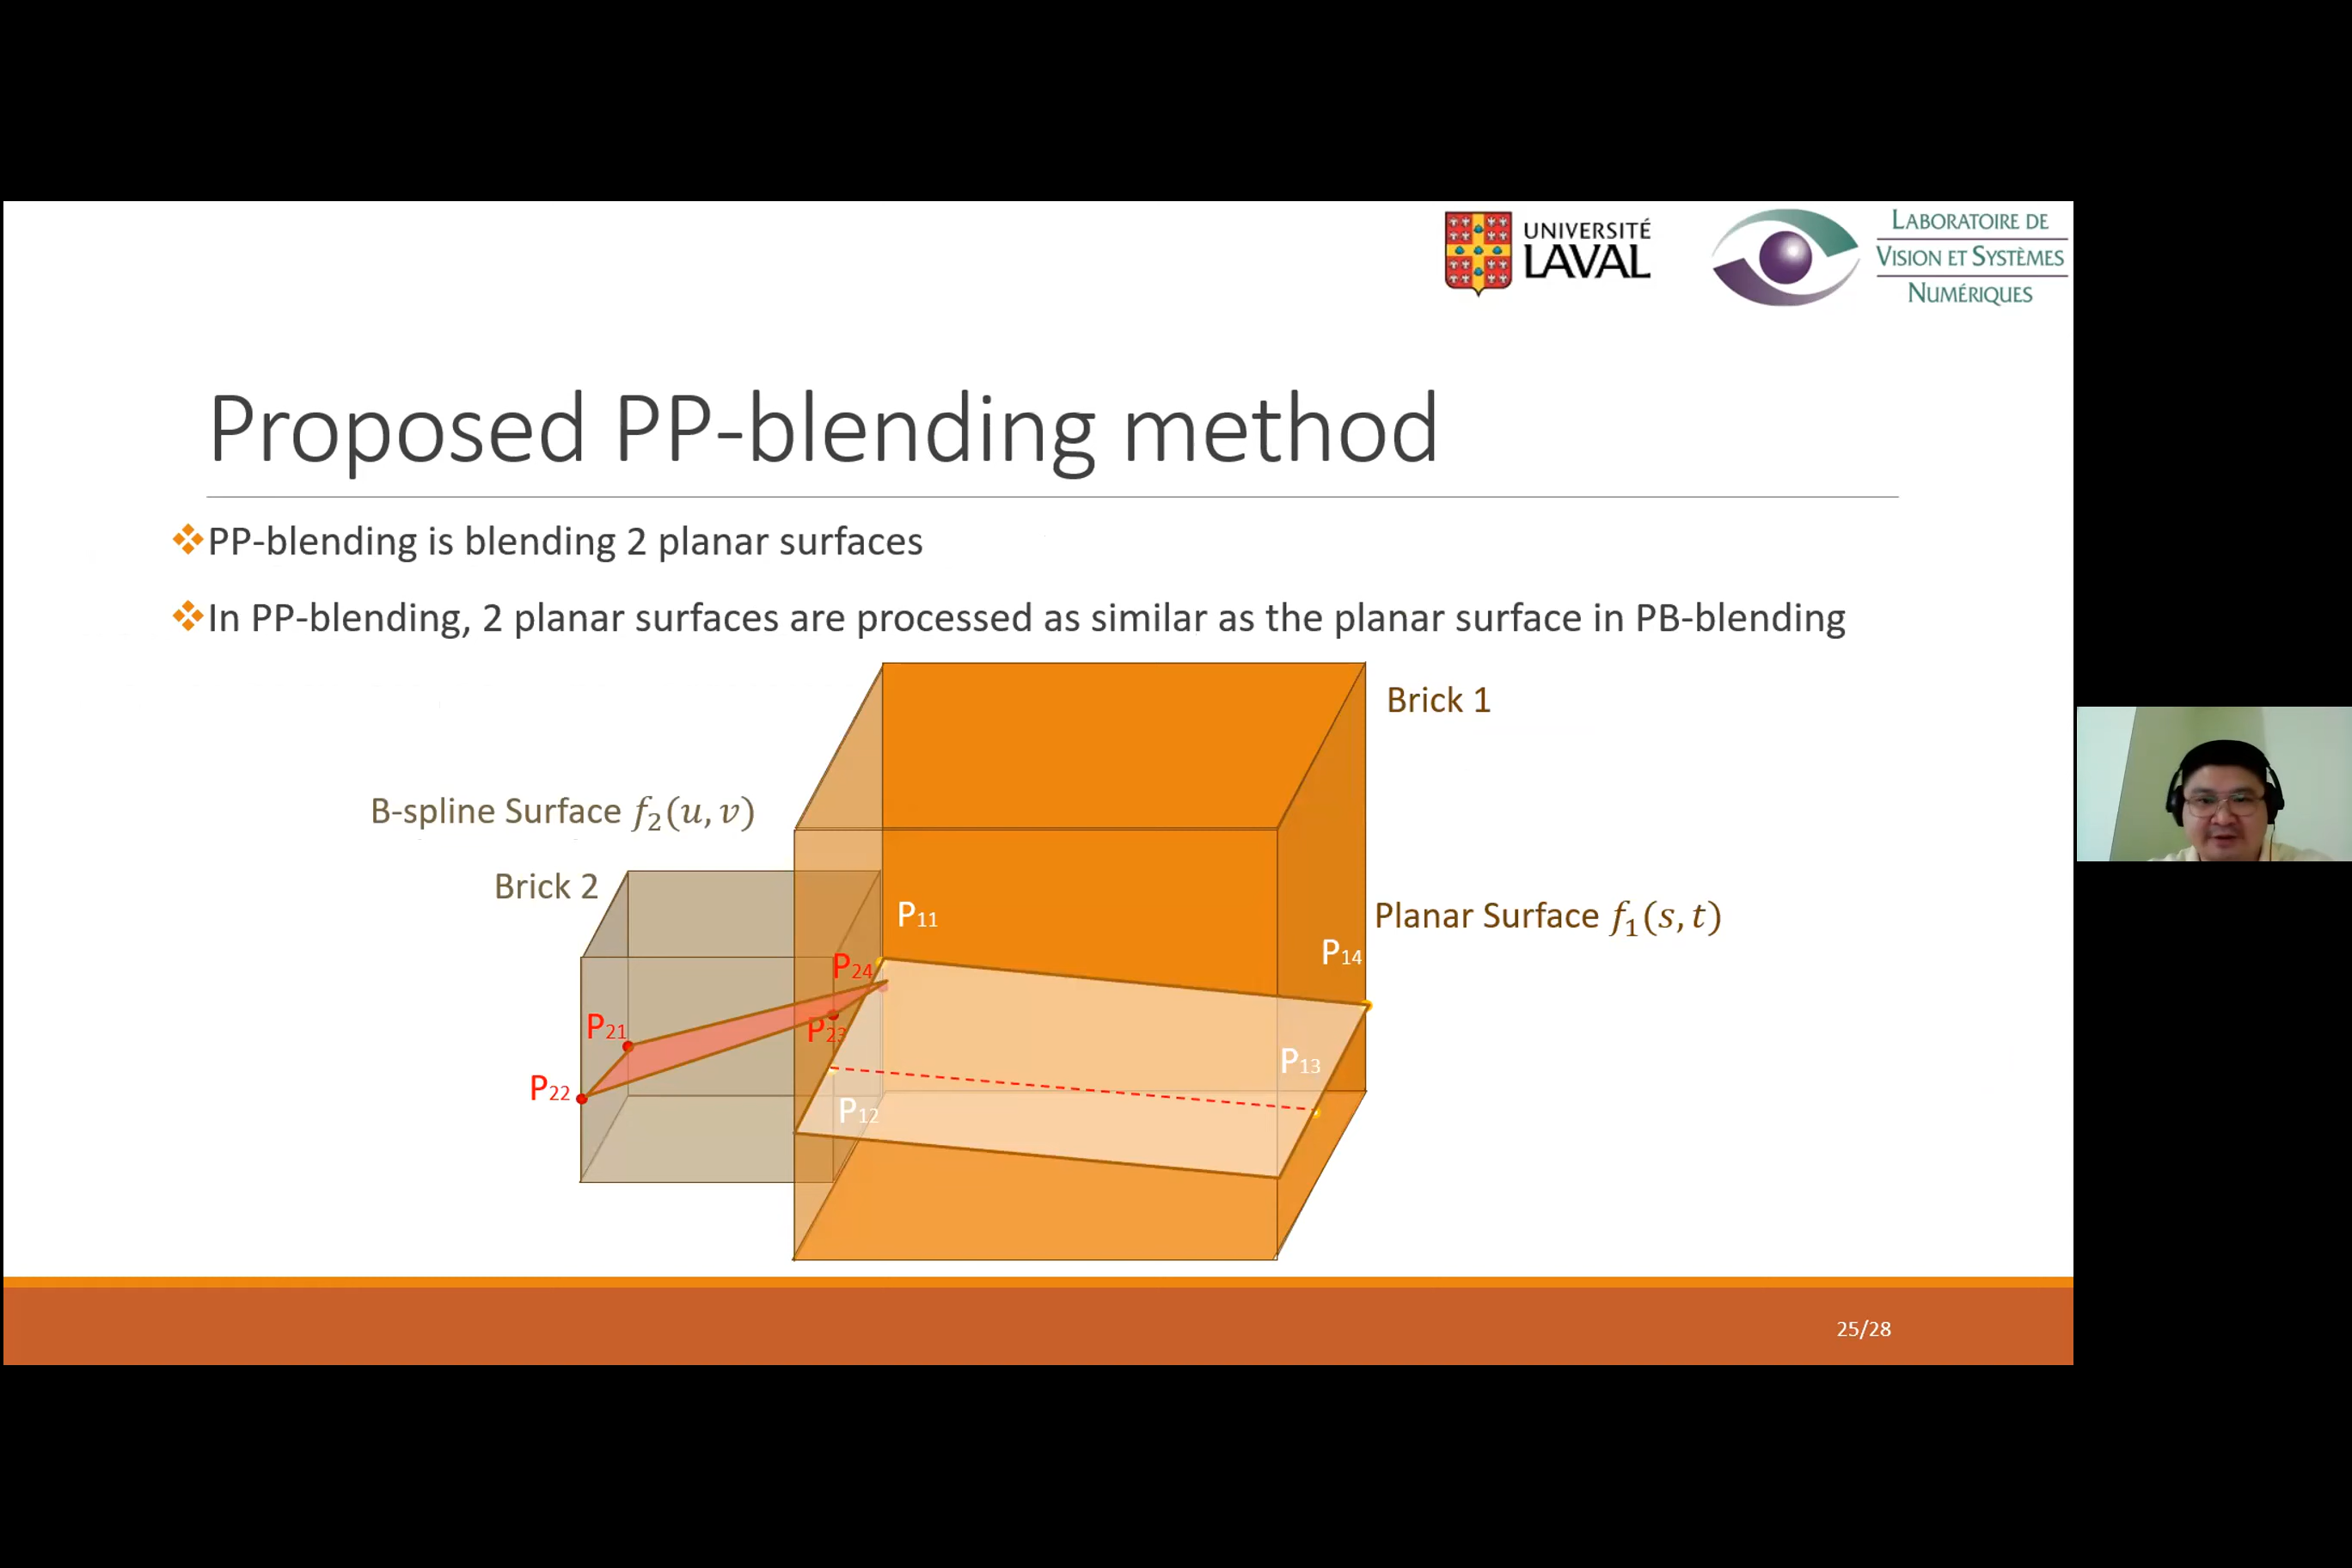 UNIVERSITÉ
LAVAL
LABORATOIRE DE
VISION ET SYSTÈMES
NUMÉRIQUES
Proposed PP-blending method
PP-blending is blending 2 planar surfaces
In PP-blending, 2 planar surfaces are processed as similar as the planar surface in PB-blending
Brick 1
B-spline Surface f₂(u, v)
Brick 2
P₁₁
Planar Surface f₁(s, t)
P₁₄
P₂₄
P₂₁
P₂₃
P₁₃
P₂₂
P₁₂
25/28